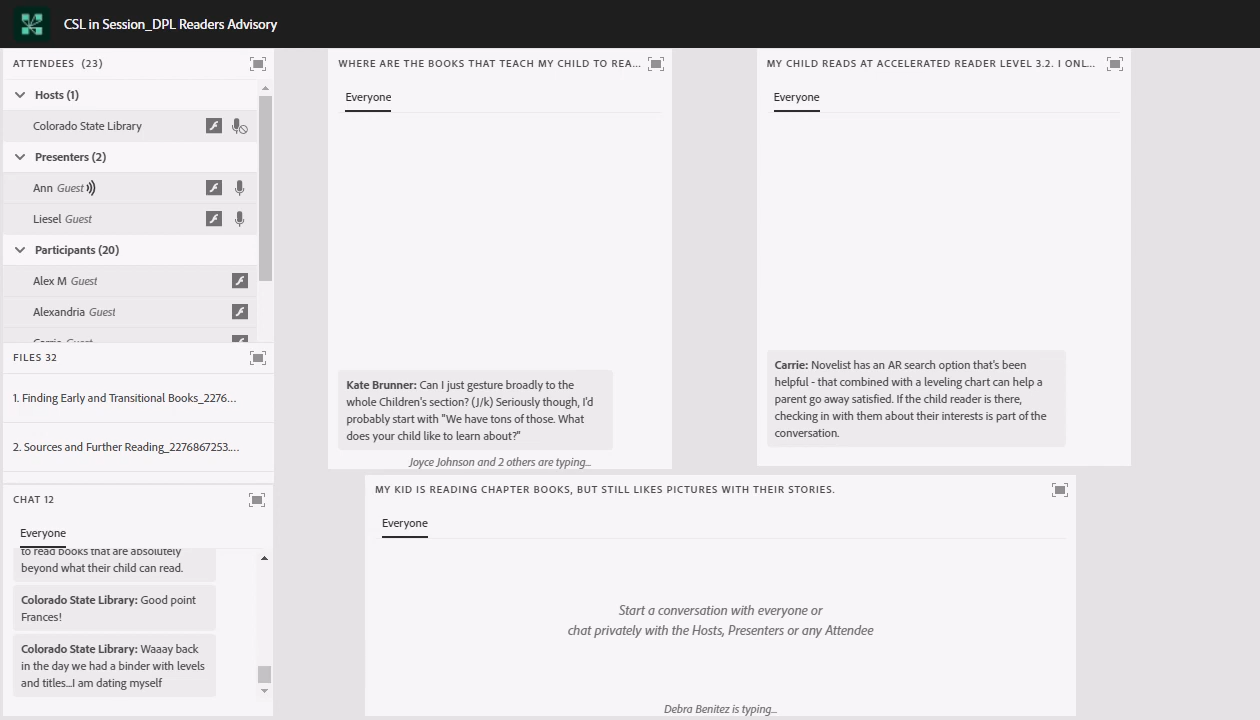 CSL in Session_DPL Readers Advisory
ATTENDEES (23)
Hosts (1)
Colorado State Library
Presenters (2)
Ann Guest
Liesel Guest
Participants (20)
Alex M Guest
Alexandria Guest
Carrie Guest
FILES 32
1. Finding Early and Transitional Books_2276...
2. Sources and Further Reading_2276867253....
CHAT 12
Everyone
to read books that are absolutely
beyond what their child can read.
Colorado State Library: Good point
Frances!
Colorado State Library: Waaay back
in the day we had a binder with levels
and titles...I am dating myself
WHERE ARE THE BOOKS THAT TEACH MY CHILD TO REA...
Everyone
Kate Brunner: Can I just gesture broadly to the
whole Children's section? (J/k) Seriously though, I'd
probably start with "We have tons of those. What
does your child like to learn about?"
Joyce Johnson and 2 others are typing...
MY CHILD READS AT ACCELERATED READER LEVEL 3.2. I ONL...
Everyone
Carrie: Novelist has an AR search option that's been
helpful - that combined with a leveling chart can help a
parent go away satisfied. If the child reader is there,
checking in with them about their interests is part of the
conversation.
MY KID IS READING CHAPTER BOOKS, BUT STILL LIKES PICTURES WITH THEIR STORIES.
Everyone
Start a conversation with everyone or
chat privately with the Hosts, Presenters or any Attendee
Debra Benitez is typing...